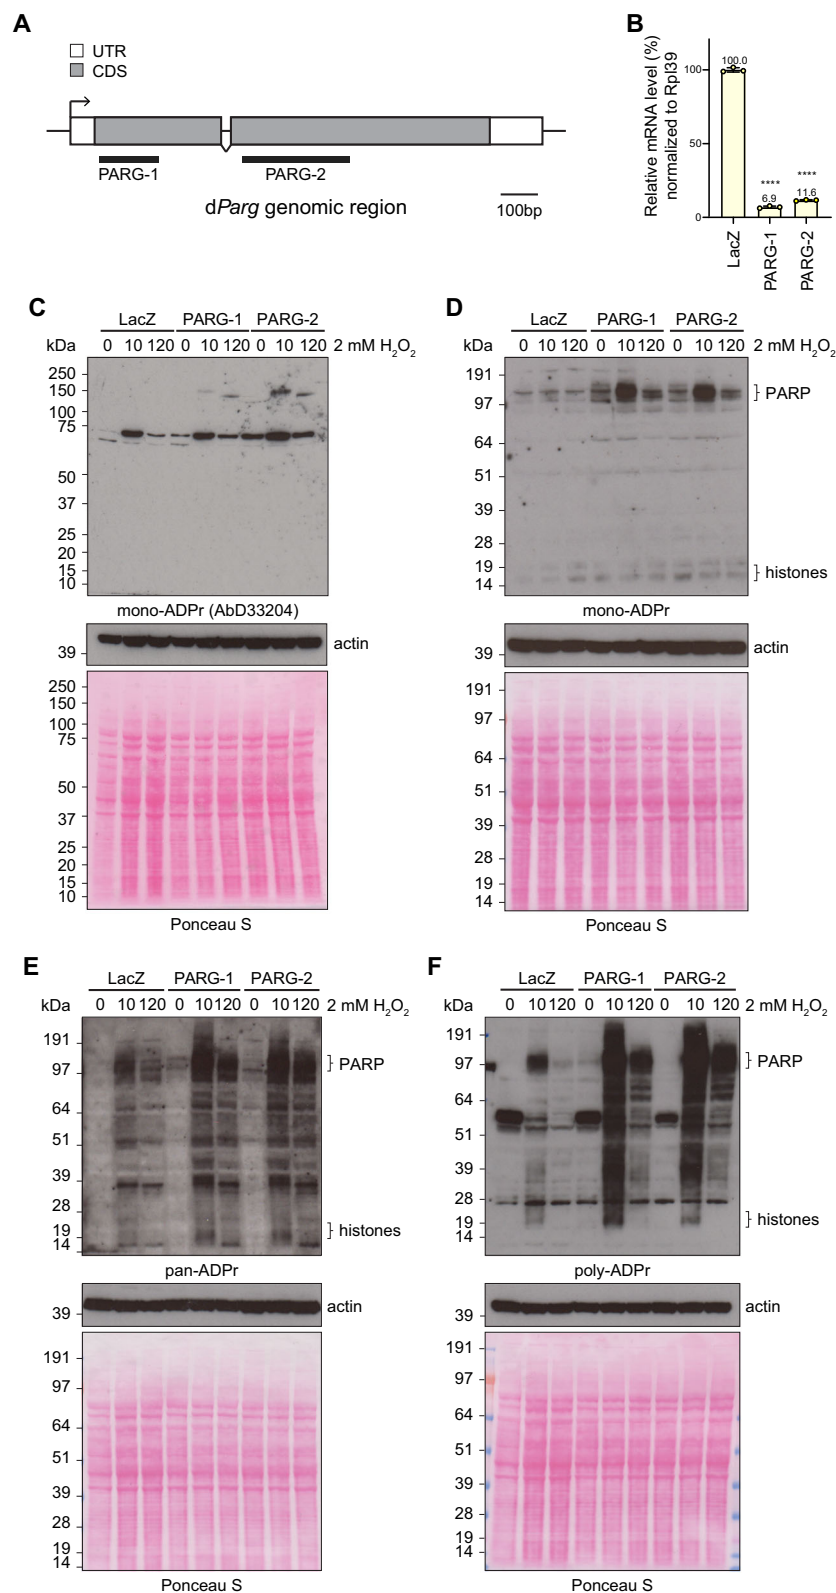 A
UTR
CDS
PARG-1
PARG-2
dParg genomic region
100bp
B
Relative mRNA level (%)
normalized to Rpl39
100
50
0
100.0
****
6.9
****
11.6
LacZ
PARG-1
PARG-2
C
LacZ PARG-1 PARG-2
kDa 0 10 120 0 10 120 0 10 120 2 mM H₂O₂
250
150
100
75
50
37
25
20
15
10
mono-ADPr (AbD33204)
39
actin
250
150
100
75
50
37
25
20
15
10
Ponceau S
D
LacZ PARG-1 PARG-2
kDa 0 10 120 0 10 120 0 10 120 2 mM H₂O₂
191
97
64
51
39
28
19
14
PARP
histones
mono-ADPr
39
actin
191
97
64
51
39
28
19
14
Ponceau S
E
LacZ PARG-1 PARG-2
kDa 0 10 120 0 10 120 0 10 120 2 mM H₂O₂
191
97
64
51
39
28
19
14
PARP
histones
pan-ADPr
39
actin
191
97
64
51
39
28
19
14
Ponceau S
F
LacZ PARG-1 PARG-2
kDa 0 10 120 0 10 120 0 10 120 2 mM H₂O₂
191
97
64
51
39
28
19
14
PARP
histones
poly-ADPr
39
actin
191
97
64
51
39
28
19
14
Ponceau S